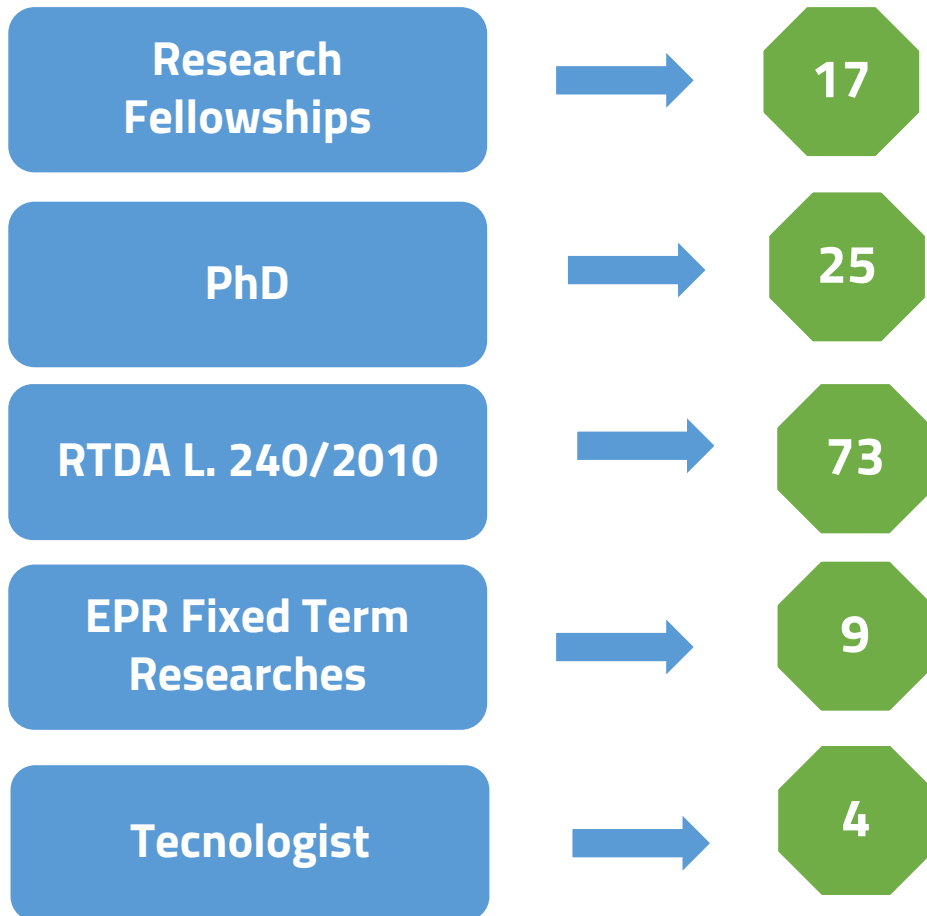 Research
Fellowships
17
PhD
25
RTDA L. 240/2010
73
EPR Fixed Term
Researches
9
Tecnologist
4